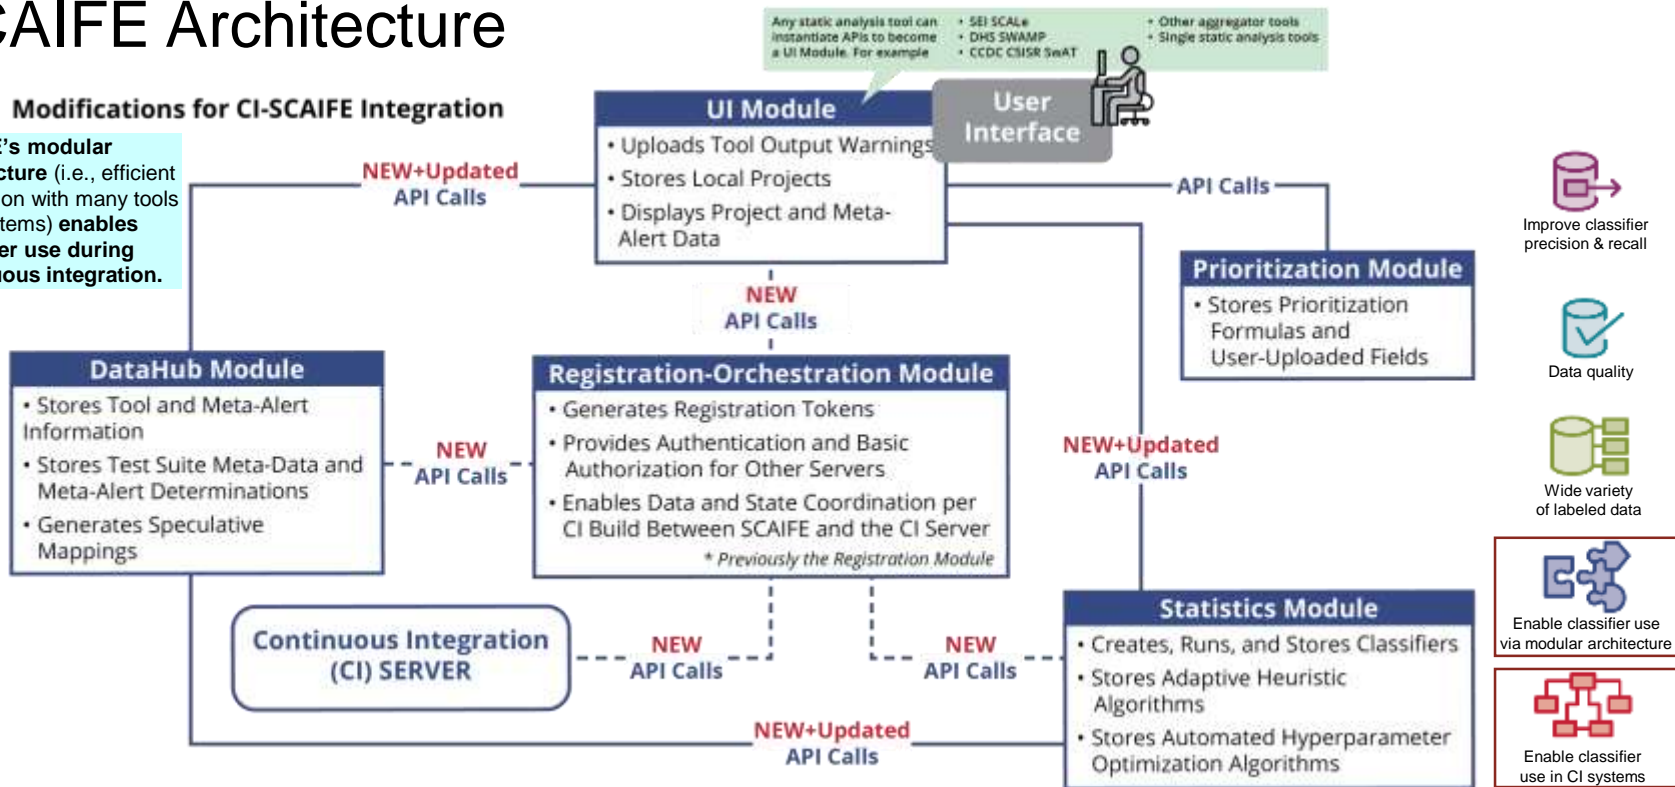 CAIFE Architecture
Any static analysis tool can
instantiate APIs to become
a UI Module. For example
• SEI SCALe
• DHS SWAMP
• CCDC CSISR SwAT
• Other aggregator tools
• Single static analysis tools
Modifications for CI-SCAIFE Integration
E's modular
cture (i.e., efficient
on with many tools
tems) enables
er use during
uous integration.
UI Module
• Uploads Tool Output Warnings
• Stores Local Projects
• Displays Project and Meta-
Alert Data
User
Interface
NEW+Updated
API Calls
API Calls
NEW
API Calls
Prioritization Module
• Stores Prioritization
Formulas and
User-Uploaded Fields
DataHub Module
• Stores Tool and Meta-Alert
Information
• Stores Test Suite Meta-Data and
Meta-Alert Determinations
• Generates Speculative
Mappings
NEW
API Calls
Registration-Orchestration Module
• Generates Registration Tokens
• Provides Authentication and Basic
Authorization for Other Servers
• Enables Data and State Coordination per
CI Build Between SCAIFE and the CI Server
* Previously the Registration Module
NEW+Updated
API Calls
Continuous Integration
(CI) SERVER
NEW
API Calls
NEW
API Calls
Statistics Module
• Creates, Runs, and Stores Classifiers
• Stores Adaptive Heuristic
Algorithms
• Stores Automated Hyperparameter
Optimization Algorithms
NEW+Updated
API Calls
Improve classifier
precision & recall
Data quality
Wide variety
of labeled data
Enable classifier use
via modular architecture
Enable classifier
use in CI systems